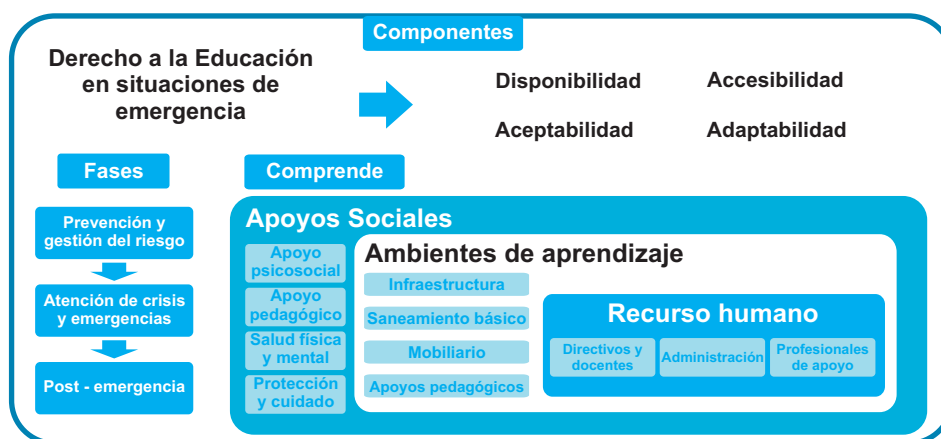 Componentes
Derecho a la Educación
en situaciones de
emergencia
Disponibilidad
Accesibilidad
Aceptabilidad
Adaptabilidad
Fases
Prevención y
gestión del riesgo
Atención de crisis
y emergencias
Post - emergencia
Comprende
Apoyos Sociales
Apoyo
psicosocial
Apoyo
pedagógico
Salud física
y mental
Protección
y cuidado
Ambientes de aprendizaje
Infraestructura
Saneamiento básico
Mobiliario
Apoyos pedagógicos
Recurso humano
Directivos y
docentes
Administración
Profesionales
de apoyo